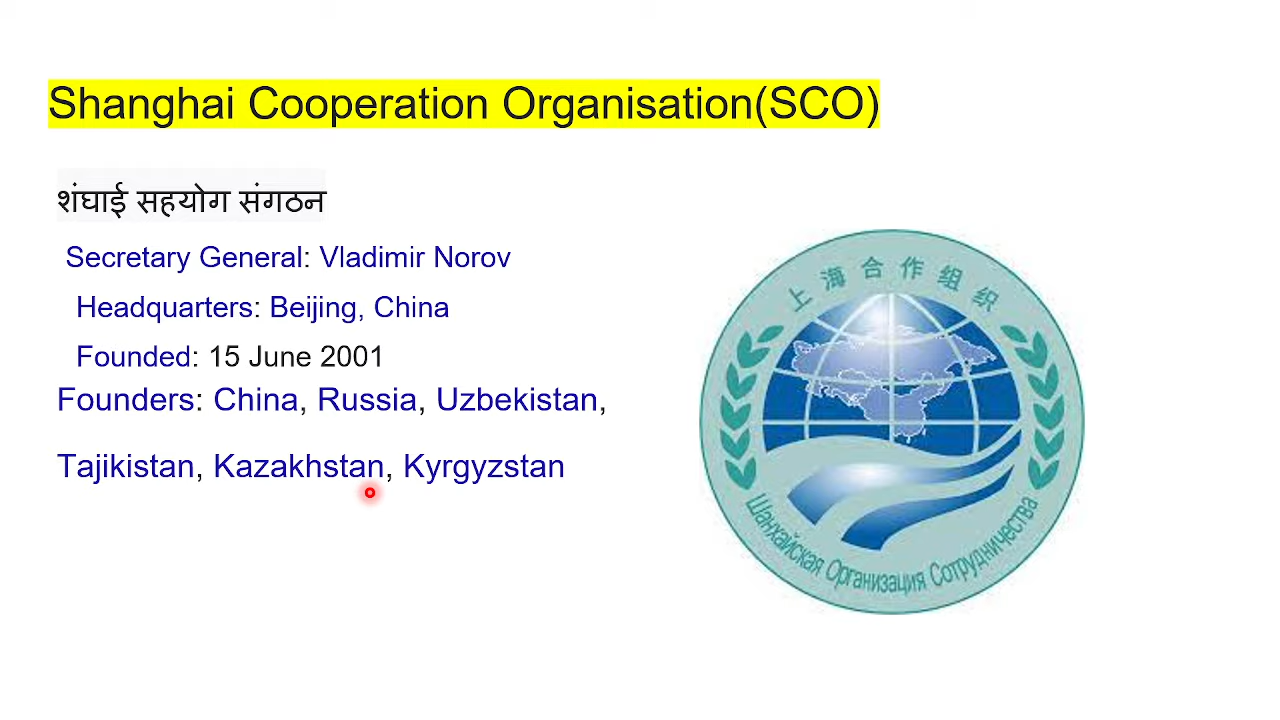 Shanghai Cooperation Organisation(SCO)
शंघाई सहयोग संगठन
Secretary General: Vladimir Norov
Headquarters: Beijing, China
Founded: 15 June 2001
Founders: China, Russia, Uzbekistan,
Tajikistan, Kazakhstan, Kyrgyzstan
上海合作组织
Шанхайская Организация Сотрудничества